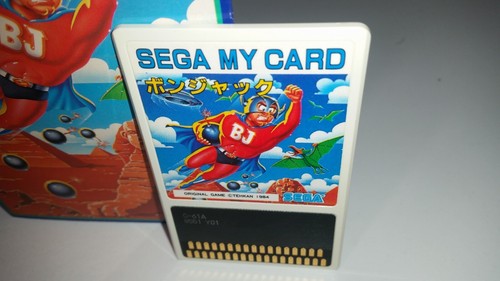 BJ
SEGA MY CARD
ボンジャック
BJ
ORIGINAL GAME ©TEHKAN 1984
SEGA